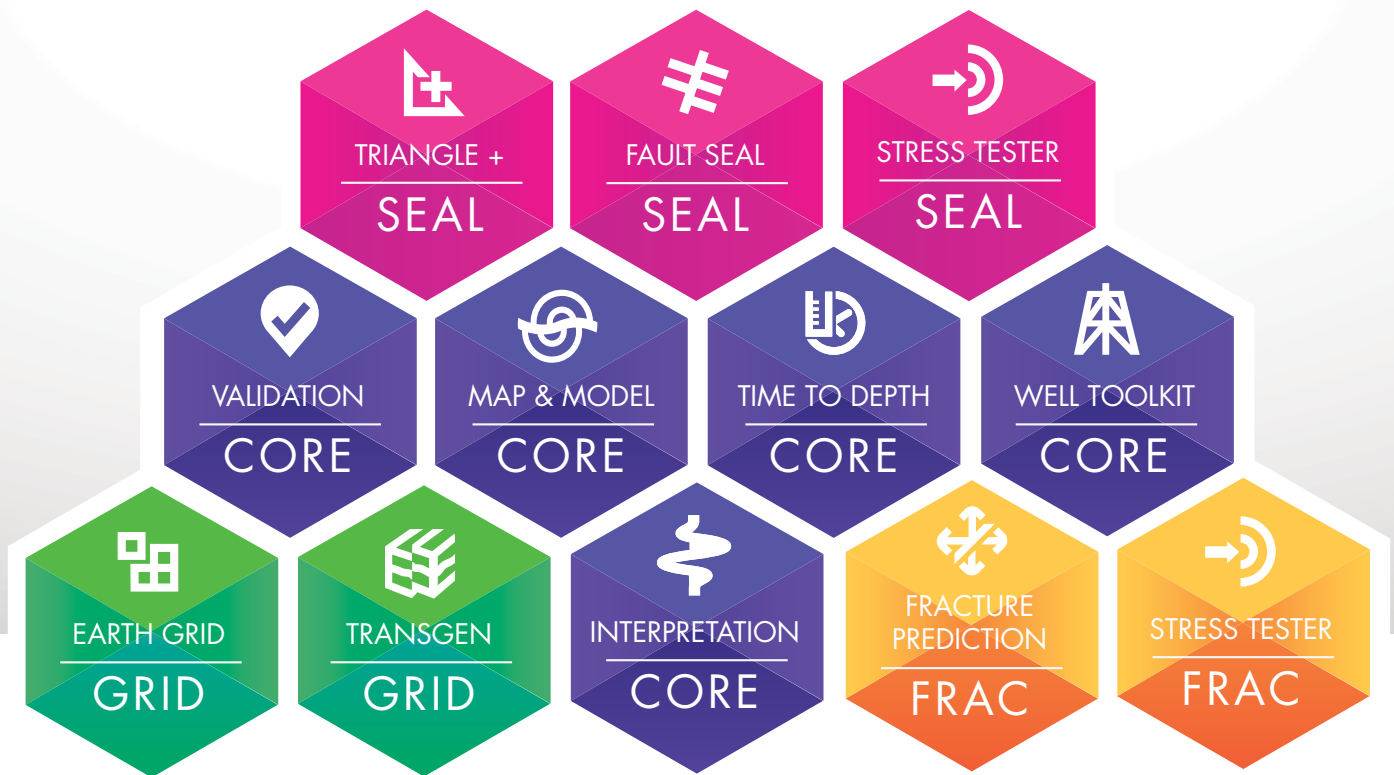 TRIANGLE +
SEAL
FAULT SEAL
SEAL
STRESS TESTER
SEAL
VALIDATION
CORE
MAP & MODEL
CORE
TIME TO DEPTH
CORE
WELL TOOLKIT
CORE
EARTH GRID
GRID
TRANSGEN
GRID
INTERPRETATION
CORE
FRACTURE
PREDICTION
FRAC
STRESS TESTER
FRAC